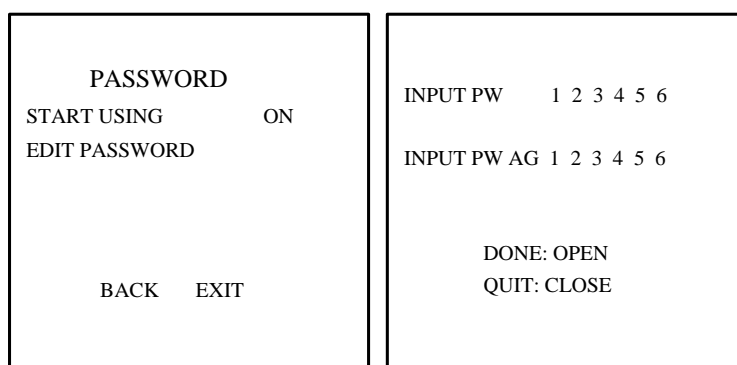 PASSWORD
START USING ON
EDIT PASSWORD
BACK EXIT
INPUT PW 1 2 3 4 5 6
INPUT PW AG 1 2 3 4 5 6
DONE: OPEN
QUIT: CLOSE